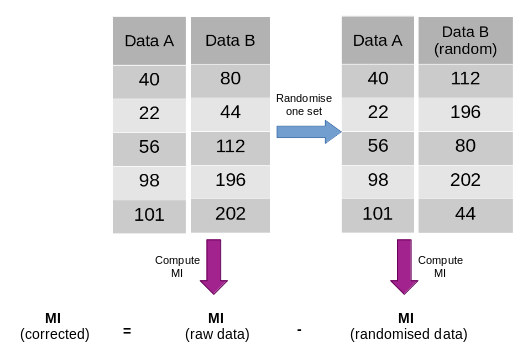 Data A Data B
40 80
22 44
56 112
98 196
101 202
Randomise
one set
Data A Data B
(random)
40 112
22 196
56 80
98 202
101 44
Compute
MI
Compute
MI
MI
(corrected)
=
MI
(raw data)
-
MI
(randomised data)